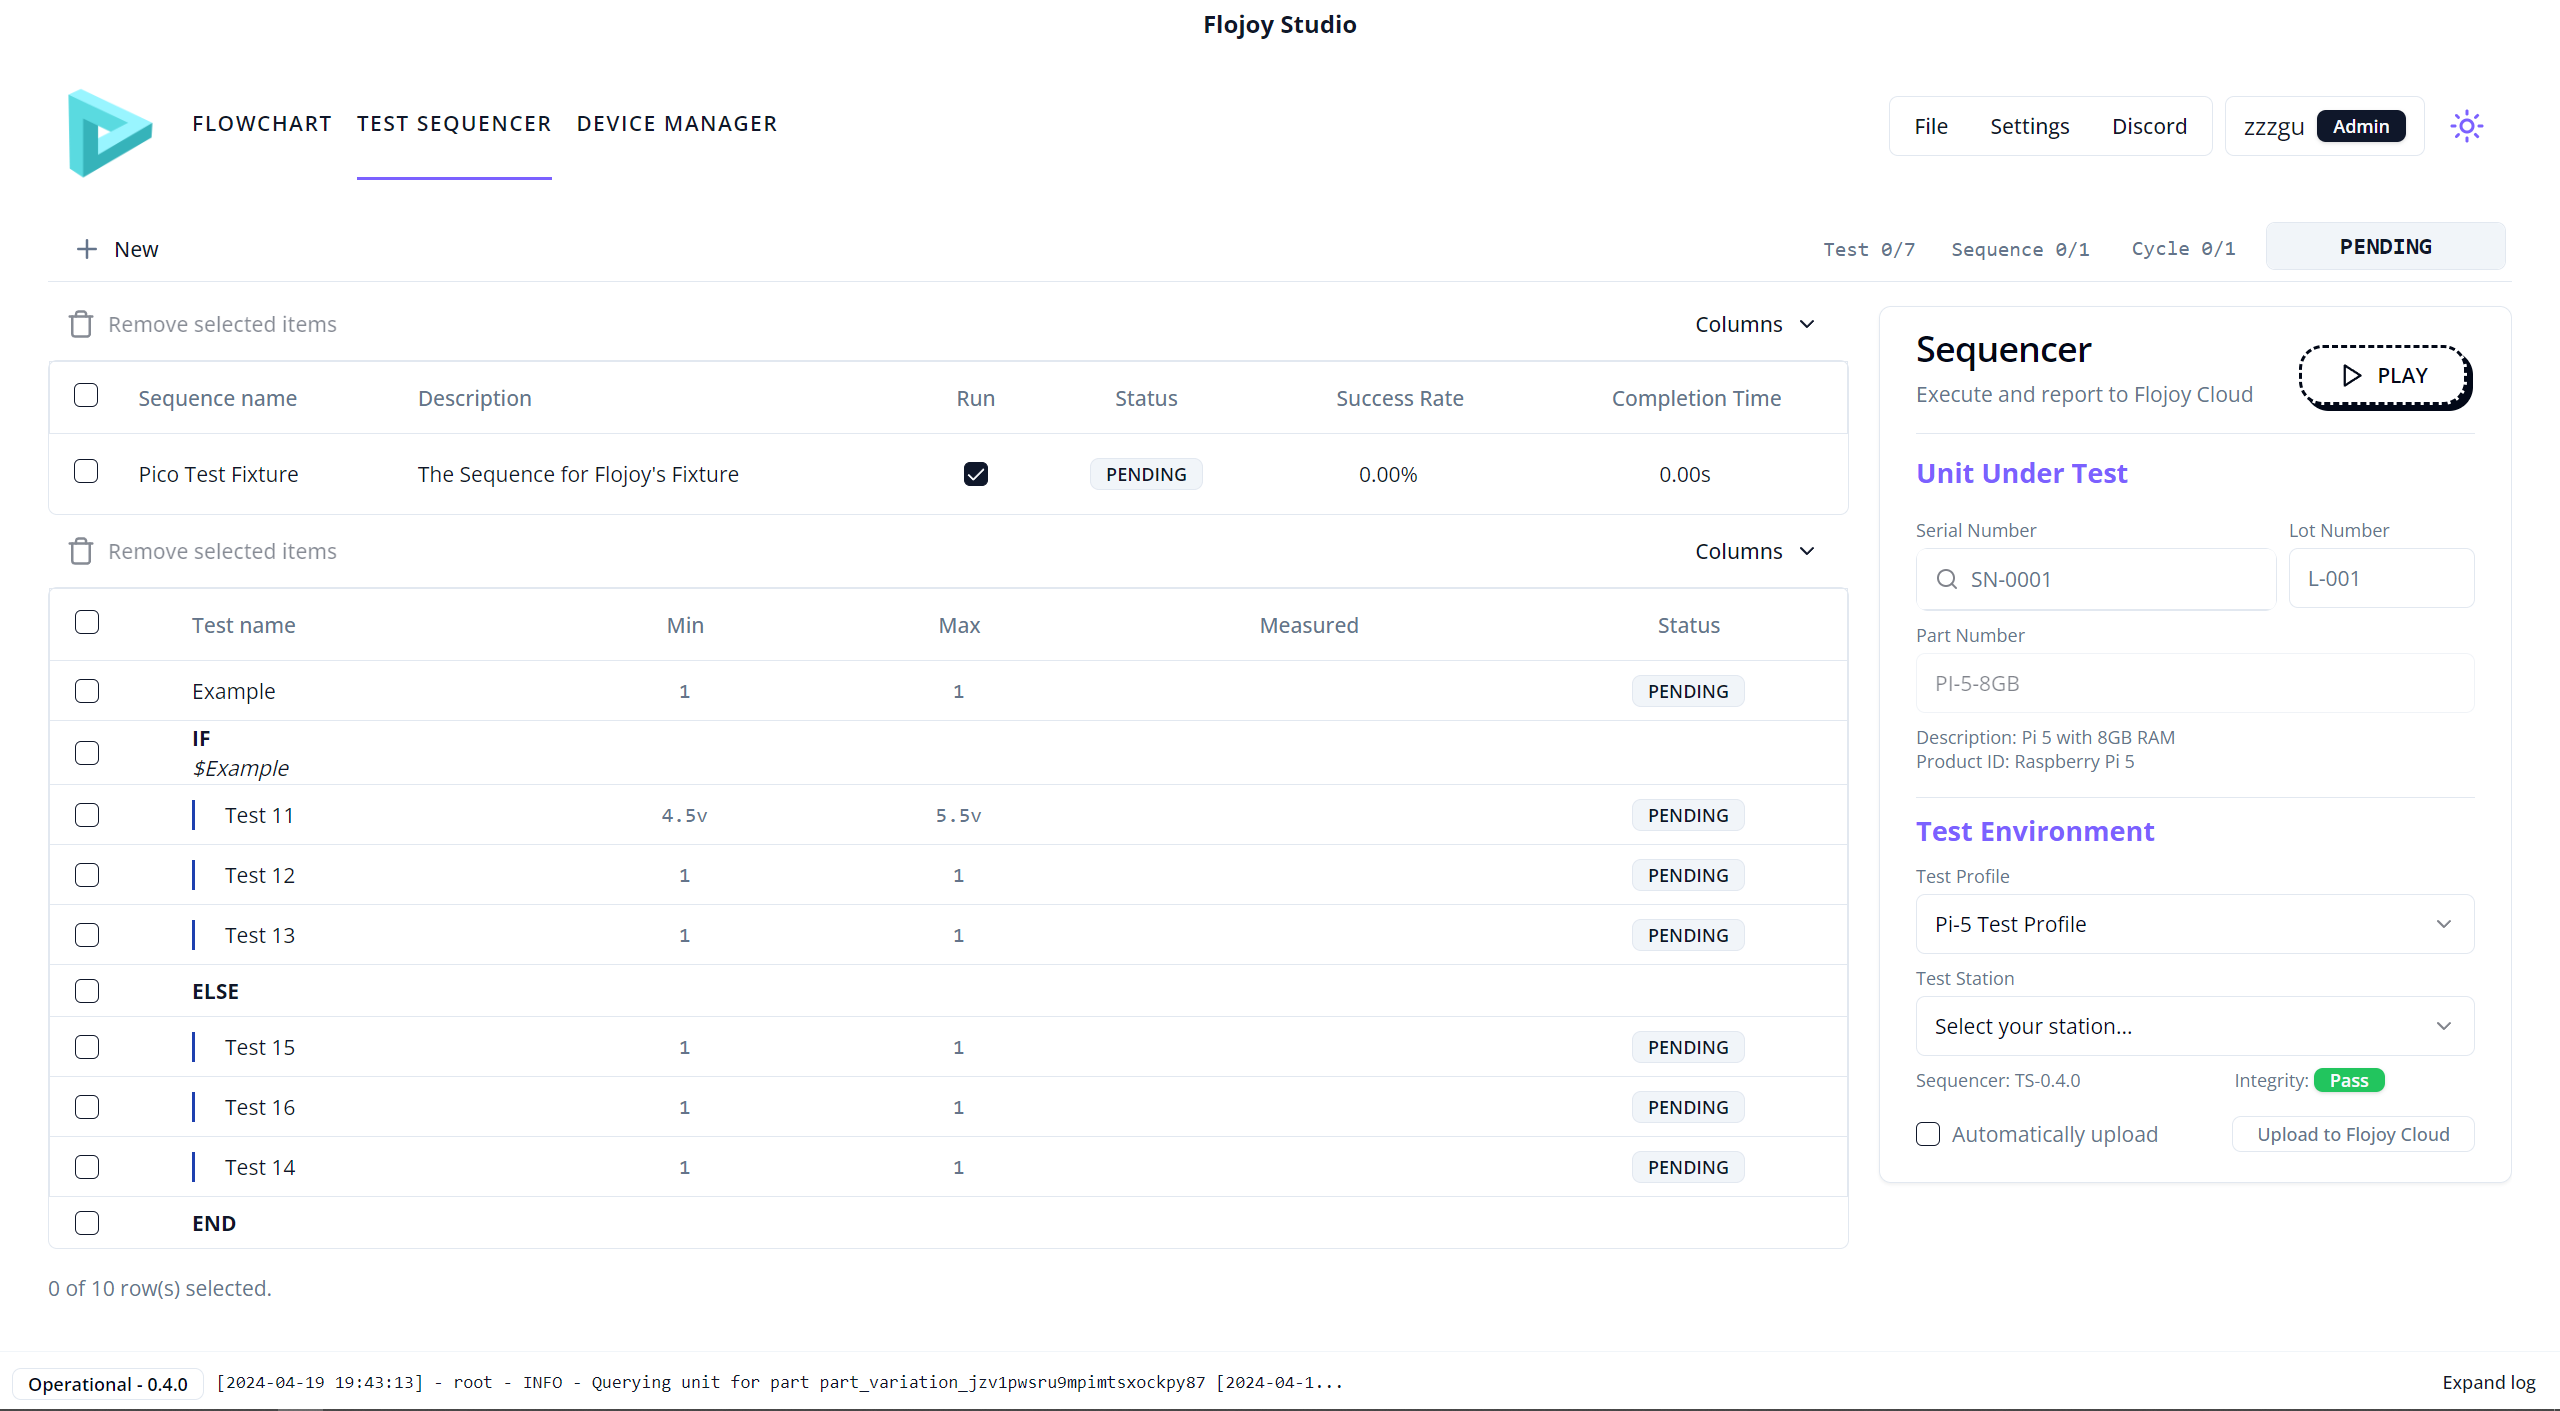 Flojoy Studio
FLOWCHART TEST SEQUENCER DEVICE MANAGER
File Settings Discord zzzgu Admin
New
Test 0/7 Sequence 0/1 Cycle 0/1 PENDING
Remove selected items Columns
Sequence name Description Run Status Success Rate Completion Time
Pico Test Fixture The Sequence for Flojoy's Fixture PENDING 0.00% 0.00s
Remove selected items Columns
Test name Min Max Measured Status
Example 1 1 PENDING
IF
$Example
Test 11 4.5v 5.5v PENDING
Test 12 1 1 PENDING
Test 13 1 1 PENDING
ELSE
Test 15 1 1 PENDING
Test 16 1 1 PENDING
Test 14 1 1 PENDING
END
0 of 10 row(s) selected.
Sequencer
Execute and report to Flojoy Cloud
PLAY
Unit Under Test
Serial Number Lot Number
SN-0001 L-001
Part Number
PI-5-8GB
Description: Pi 5 with 8GB RAM
Product ID: Raspberry Pi 5
Test Environment
Test Profile
Pi-5 Test Profile
Test Station
Select your station...
Sequencer: TS-0.4.0 Integrity: Pass
Automatically upload Upload to Flojoy Cloud
Operational - 0.4.0 [2024-04-19 19:43:13] - root - INFO - Querying unit for part part_variation_jzv1pwsru9mpimtsxockpy87 [2024-04-1... Expand log